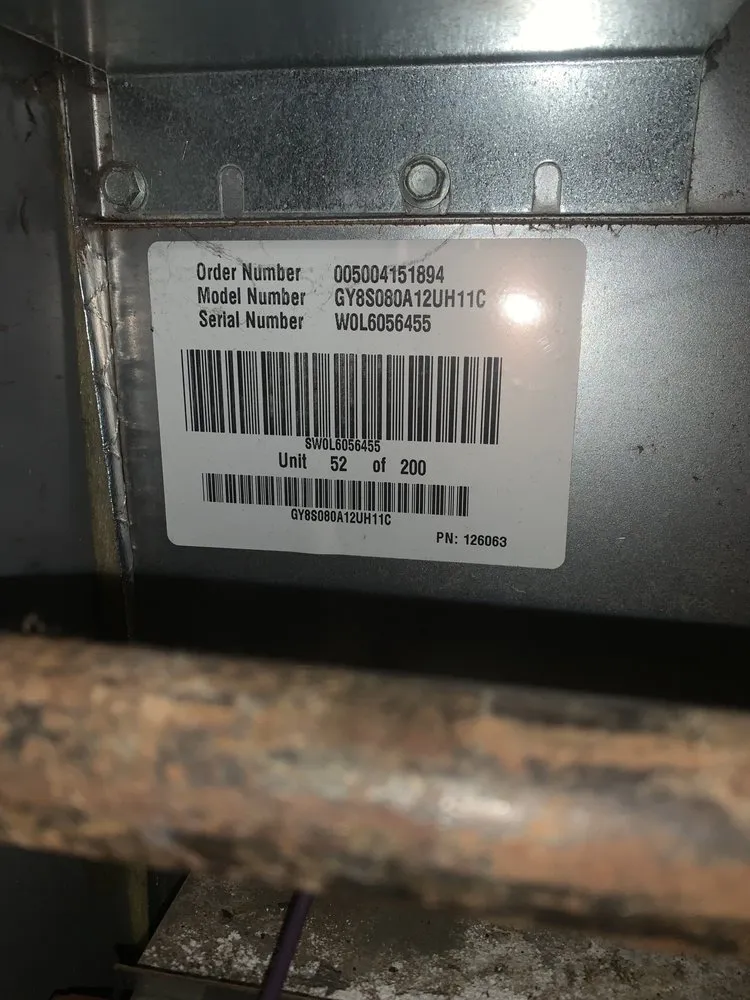 Order Number 005004151894
Model Number GY8S080A12UH11C
Serial Number W0L6056455
SW0L6056455
Unit 52 of 200
GY8S080A12UH11C
PN: 126063